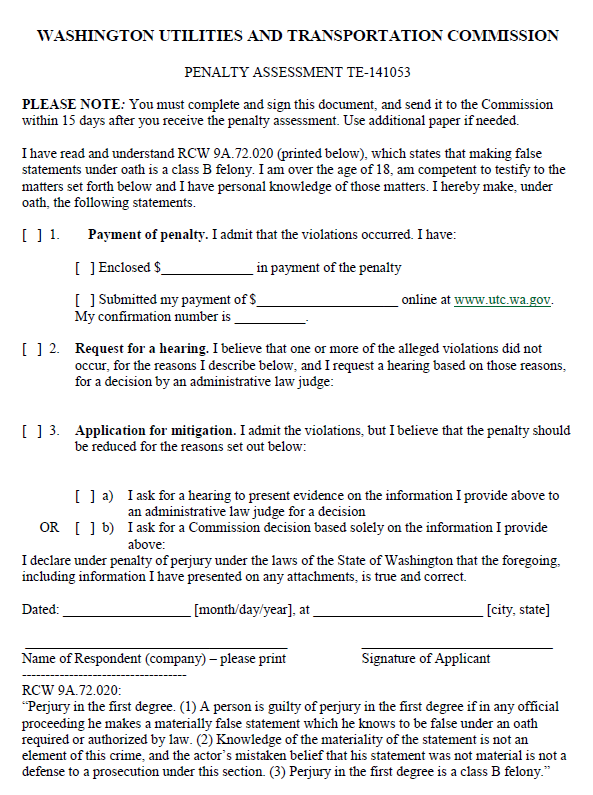 WASHINGTON UTILITIES AND TRANSPORTATION COMMISSION
PENALTY ASSESSMENT TE-141053
PLEASE NOTE: You must complete and sign this document, and send it to the Commission
within 15 days after you receive the penalty assessment. Use additional paper if needed.
I have read and understand RCW 9A.72.020 (printed below), which states that making false
statements under oath is a class B felony. I am over the age of 18, am competent to testify to the
matters set forth below and I have personal knowledge of those matters. I hereby make, under
oath, the following statements.
[ ] 1. Payment of penalty. I admit that the violations occurred. I have:
[ ] Enclosed $______________ in payment of the penalty
[ ] Submitted my payment of $_____________________ online at www.utc.wa.gov.
My confirmation number is ___________.
[ ] 2. Request for a hearing. I believe that one or more of the alleged violations did not
occur, for the reasons I describe below, and I request a hearing based on those reasons,
for a decision by an administrative law judge:
[ ] 3. Application for mitigation. I admit the violations, but I believe that the penalty should
be reduced for the reasons set out below:
[ ] a) I ask for a hearing to present evidence on the information I provide above to
an administrative law judge for a decision
OR [ ] b) I ask for a Commission decision based solely on the information I provide
above:
I declare under penalty of perjury under the laws of the State of Washington that the foregoing,
including information I have presented on any attachments, is true and correct.
Dated: ___________________ [month/day/year], at _________________________ [city, state]
_______________________________________ ____________________________
Name of Respondent (company) – please print Signature of Applicant
-----------------------------------
RCW 9A.72.020:
“Perjury in the first degree. (1) A person is guilty of perjury in the first degree if in any official
proceeding he makes a materially false statement which he knows to be false under an oath
required or authorized by law. (2) Knowledge of the materiality of the statement is not an
element of this crime, and the actor’s mistaken belief that his statement was not material is not a
defense to a prosecution under this section. (3) Perjury in the first degree is a class B felony.”